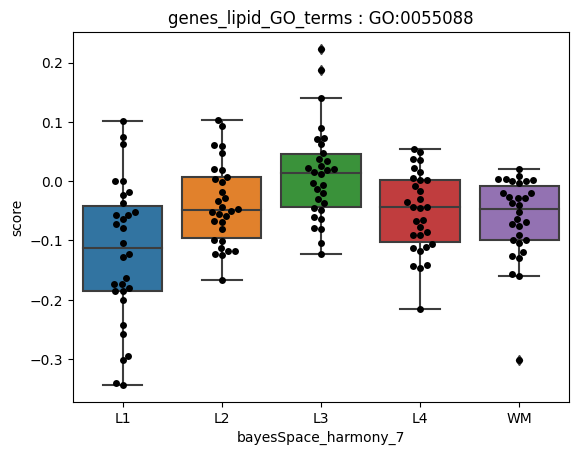 genes_lipid_GO_terms : GO:0055088
score
0.2
0.1
0.0
−0.1
−0.2
−0.3
L1 L2 L3 L4 WM
bayesSpace_harmony_7